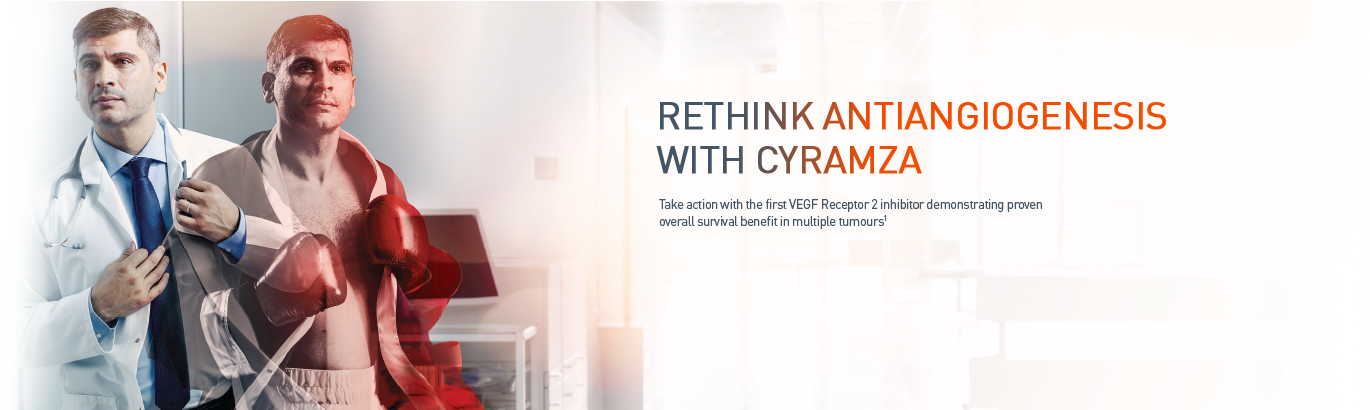 RETHINK ANTIANGIOGENESIS
WITH CYRAMZA
Take action with the first VEGF Receptor 2 inhibitor demonstrating proven
overall survival benefit in multiple tumours¹